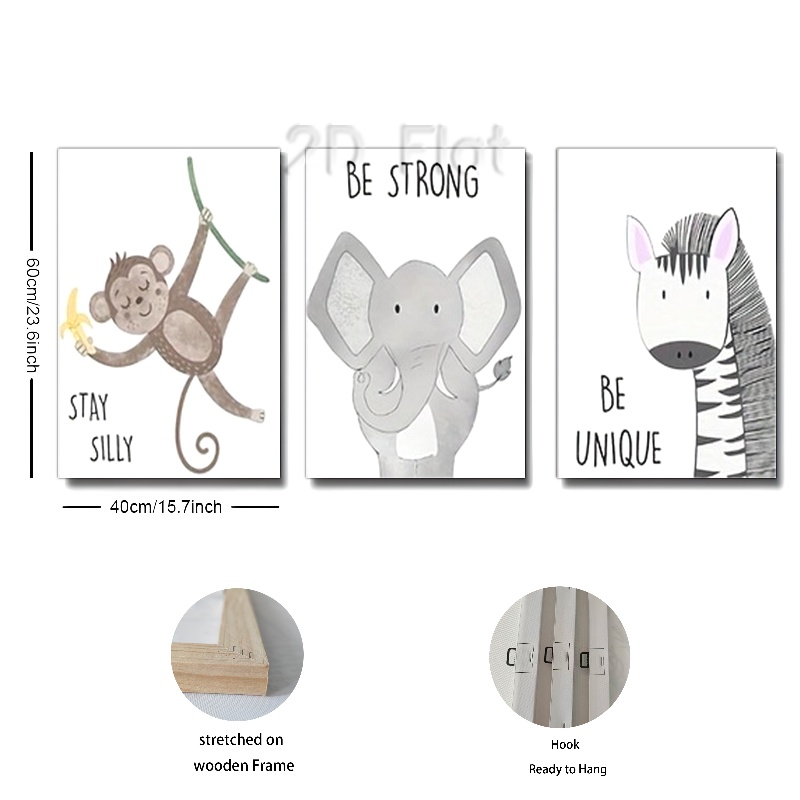 2D Flat
BE STRONG
60cm/23.6inch
STAY
SILLY
BE
UNIQUE
40cm/15.7inch
stretched on
wooden Frame
Hook
Ready to Hang